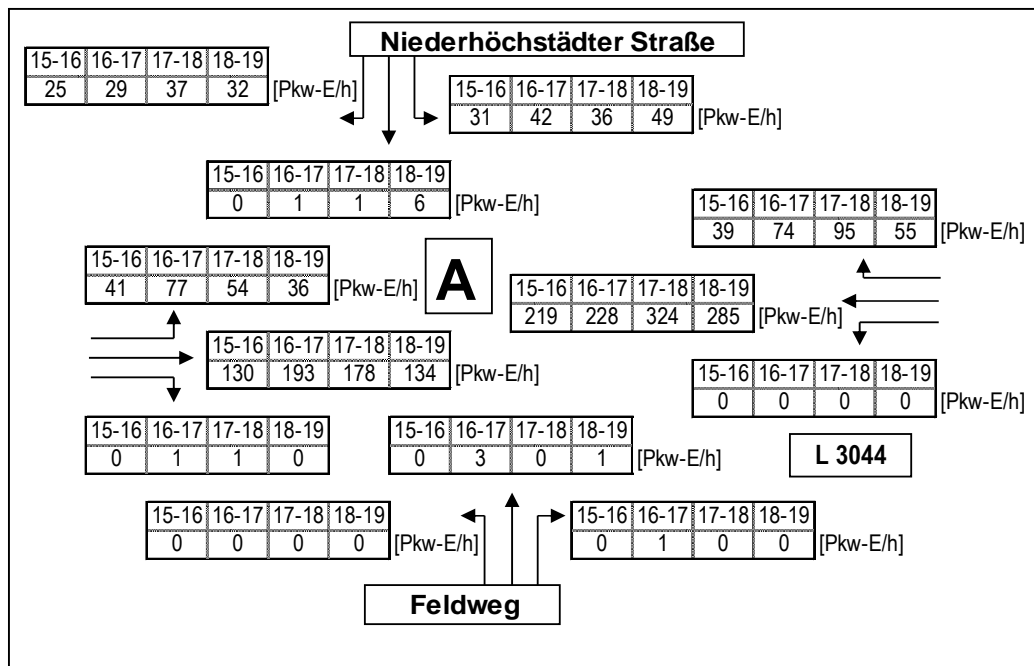 Niederhöchstädter Straße
15-16 16-17 17-18 18-19
25 29 37 32 [Pkw-E/h]
15-16 16-17 17-18 18-19
31 42 36 49 [Pkw-E/h]
15-16 16-17 17-18 18-19
0 1 1 6 [Pkw-E/h]
15-16 16-17 17-18 18-19
39 74 95 55 [Pkw-E/h]
15-16 16-17 17-18 18-19
41 77 54 36 [Pkw-E/h]
A
15-16 16-17 17-18 18-19
219 228 324 285 [Pkw-E/h]
15-16 16-17 17-18 18-19
130 193 178 134 [Pkw-E/h]
15-16 16-17 17-18 18-19
0 0 0 0 [Pkw-E/h]
15-16 16-17 17-18 18-19
0 1 1 0
15-16 16-17 17-18 18-19
0 3 0 1 [Pkw-E/h]
L 3044
15-16 16-17 17-18 18-19
0 0 0 0 [Pkw-E/h]
15-16 16-17 17-18 18-19
0 1 0 0 [Pkw-E/h]
Feldweg